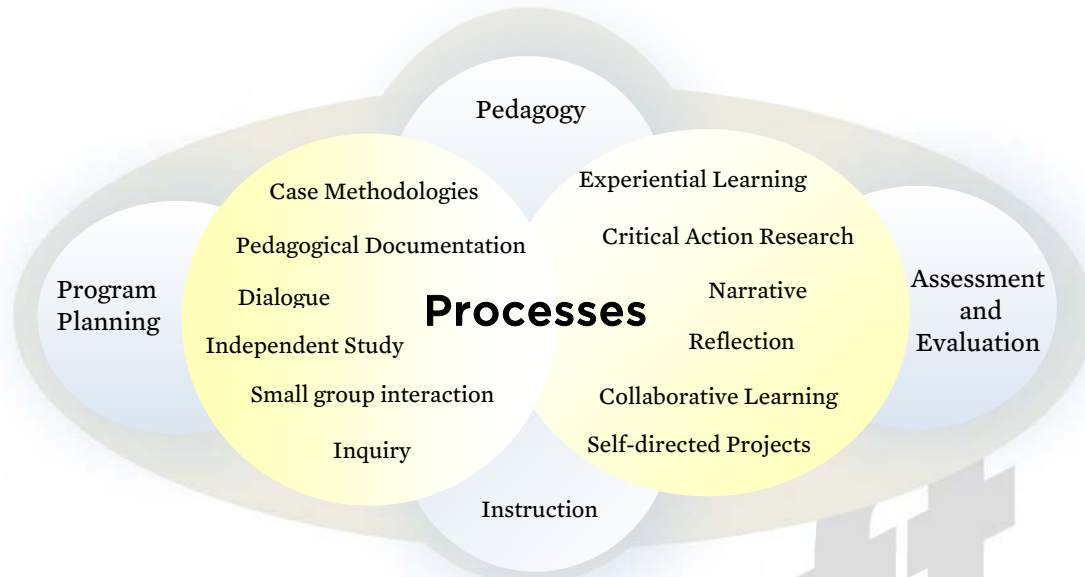 Pedagogy
Case Methodologies
Pedagogical Documentation
Dialogue
Independent Study
Small group interaction
Inquiry
Processes
Experiential Learning
Critical Action Research
Narrative
Reflection
Collaborative Learning
Self-directed Projects
Program
Planning
Assessment
and
Evaluation
Instruction